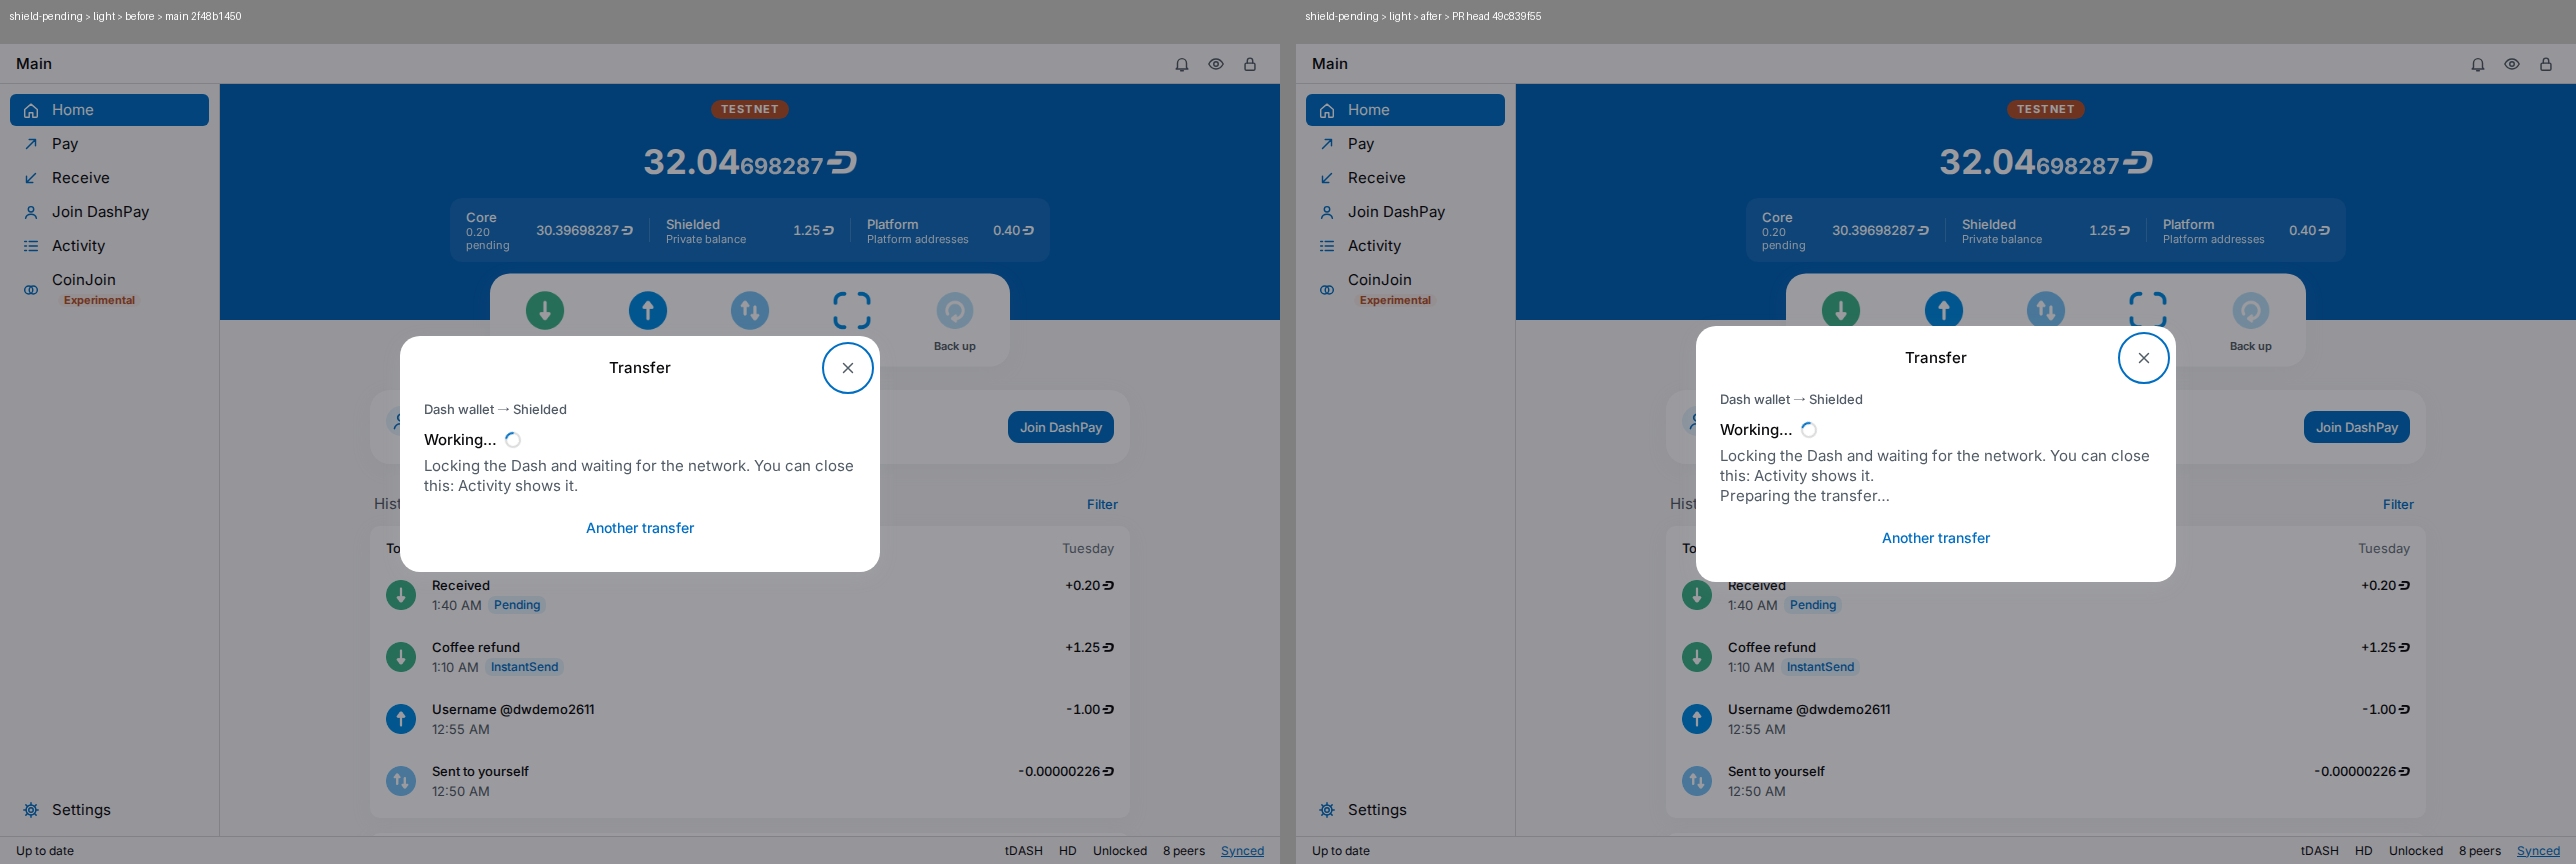 shield-pending > light > before > main 2f48b1450
Main
Home
Pay
Receive
Join DashPay
Activity
CoinJoin
Experimental
Settings
TESTNET
32.04698287
Core
0.20
pending
30.39698287
Shielded
Private balance
1.25
Platform
Platform addresses
0.40
Back up
Transfer
Dash wallet → Shielded
Working...
Locking the Dash and waiting for the network. You can close
this: Activity shows it.
Another transfer
Join DashPay
Hist
Filter
To
Tuesday
Received
+0.20
1:40 AM Pending
Coffee refund
+1.25
1:10 AM InstantSend
Username @dwdemo2611
-1.00
12:55 AM
Sent to yourself
-0.00000226
12:50 AM
Up to date
tDASH HD Unlocked 8 peers Synced
shield-pending > light > after > PR head 49c839f55
Main
Home
Pay
Receive
Join DashPay
Activity
CoinJoin
Experimental
Settings
TESTNET
32.04698287
Core
0.20
pending
30.39698287
Shielded
Private balance
1.25
Platform
Platform addresses
0.40
Back up
Transfer
Dash wallet → Shielded
Working...
Locking the Dash and waiting for the network. You can close
this: Activity shows it.
Preparing the transfer...
Another transfer
Join DashPay
Hist
Filter
To
Tuesday
Received
+0.20
1:40 AM Pending
Coffee refund
+1.25
1:10 AM InstantSend
Username @dwdemo2611
-1.00
12:55 AM
Sent to yourself
-0.00000226
12:50 AM
Up to date
tDASH HD Unlocked 8 peers Synced